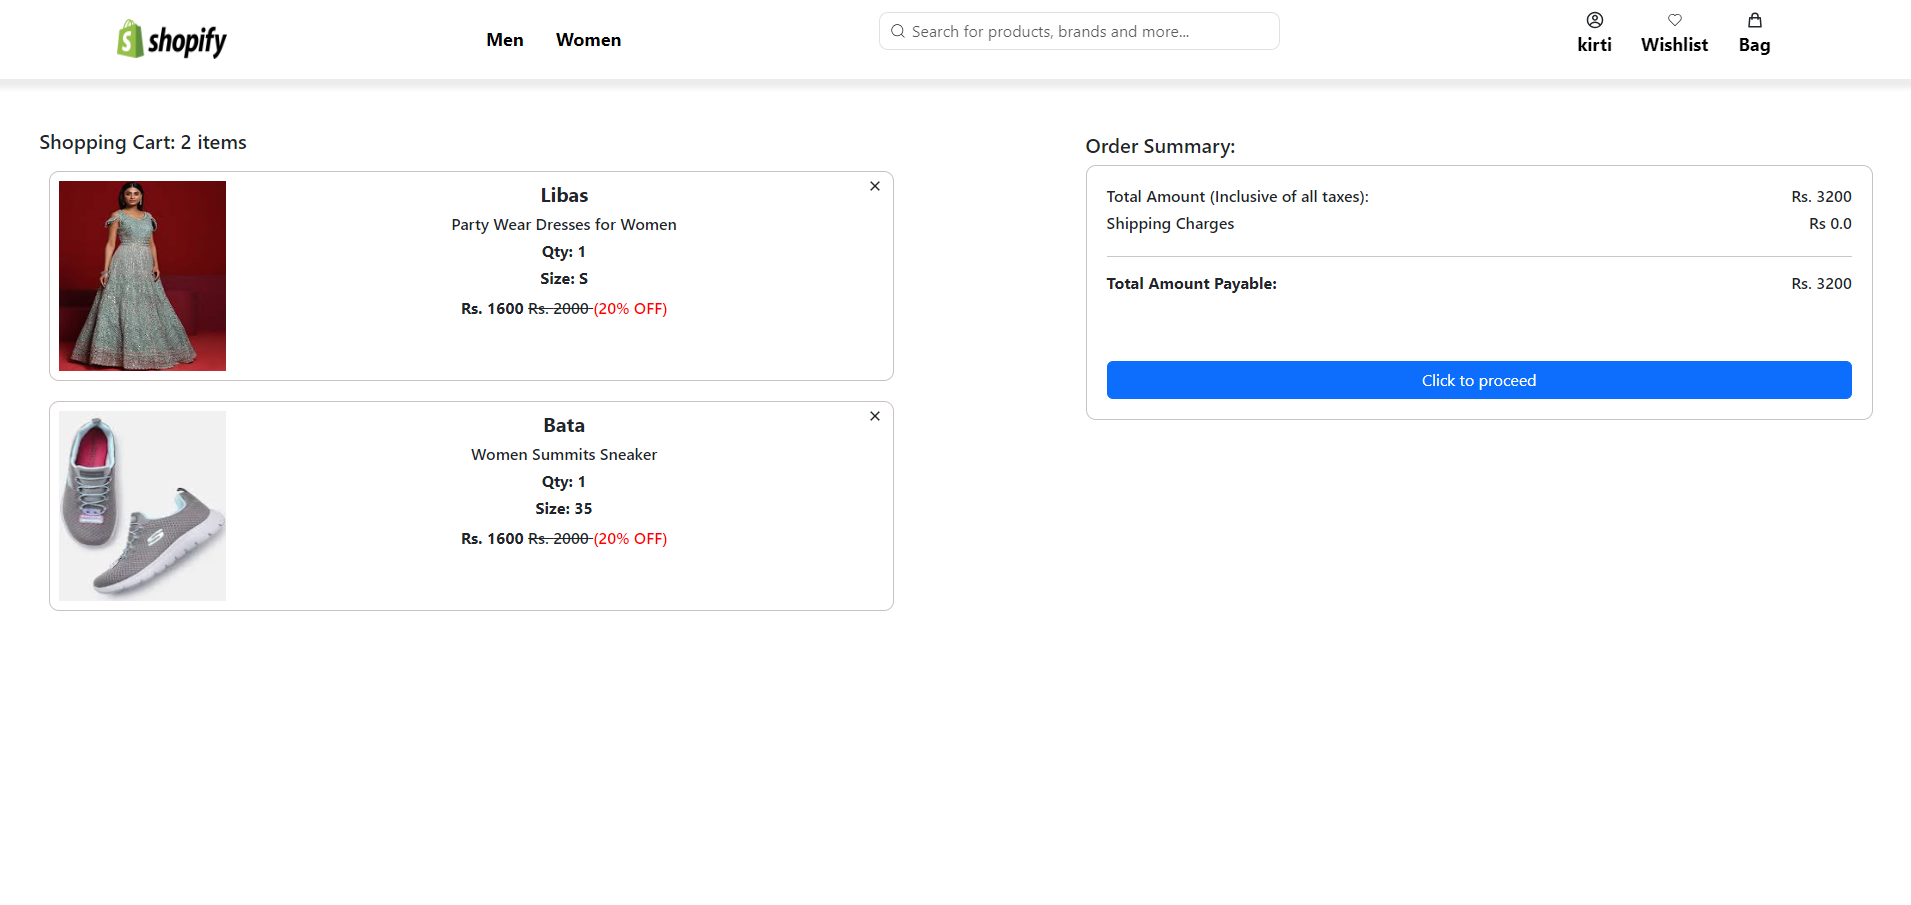 shopify
Men
Women
Search for products, brands and more...
kirti
Wishlist
Bag
Shopping Cart: 2 items
Libas
Party Wear Dresses for Women
Qty: 1
Size: S
Rs. 1600 Rs. 2000 (20% OFF)
Bata
Women Summits Sneaker
Qty: 1
Size: 35
Rs. 1600 Rs. 2000 (20% OFF)
Order Summary:
Total Amount (Inclusive of all taxes): Rs. 3200
Shipping Charges Rs 0.0
Total Amount Payable: Rs. 3200
Click to proceed